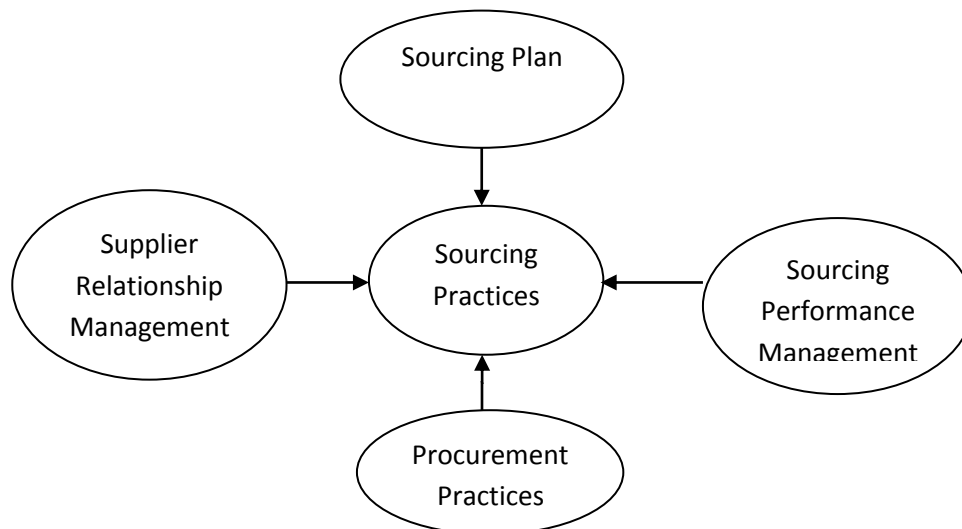 Sourcing Plan
Supplier
Relationship
Management
Sourcing
Practices
Sourcing
Performance
Management
Procurement
Practices